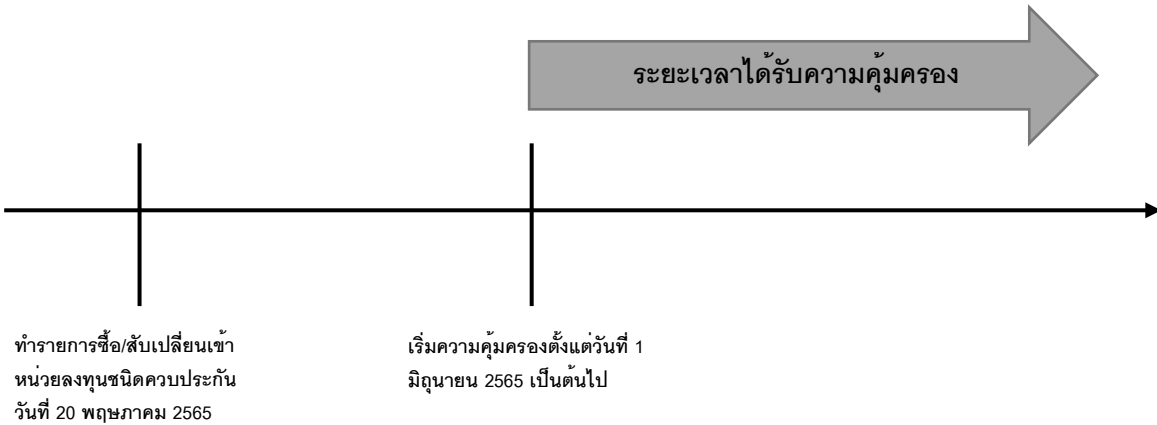 ระยะเวลาได้รับความคุ้มครอง
ทำรายการซื้อ/สับเปลี่ยนเข้า
หน่วยลงทุนชนิดควบประกัน
วันที่ 20 พฤษภาคม 2565
เริ่มความคุ้มครองตั้งแต่วันที่ 1
มิถุนายน 2565 เป็นต้นไป